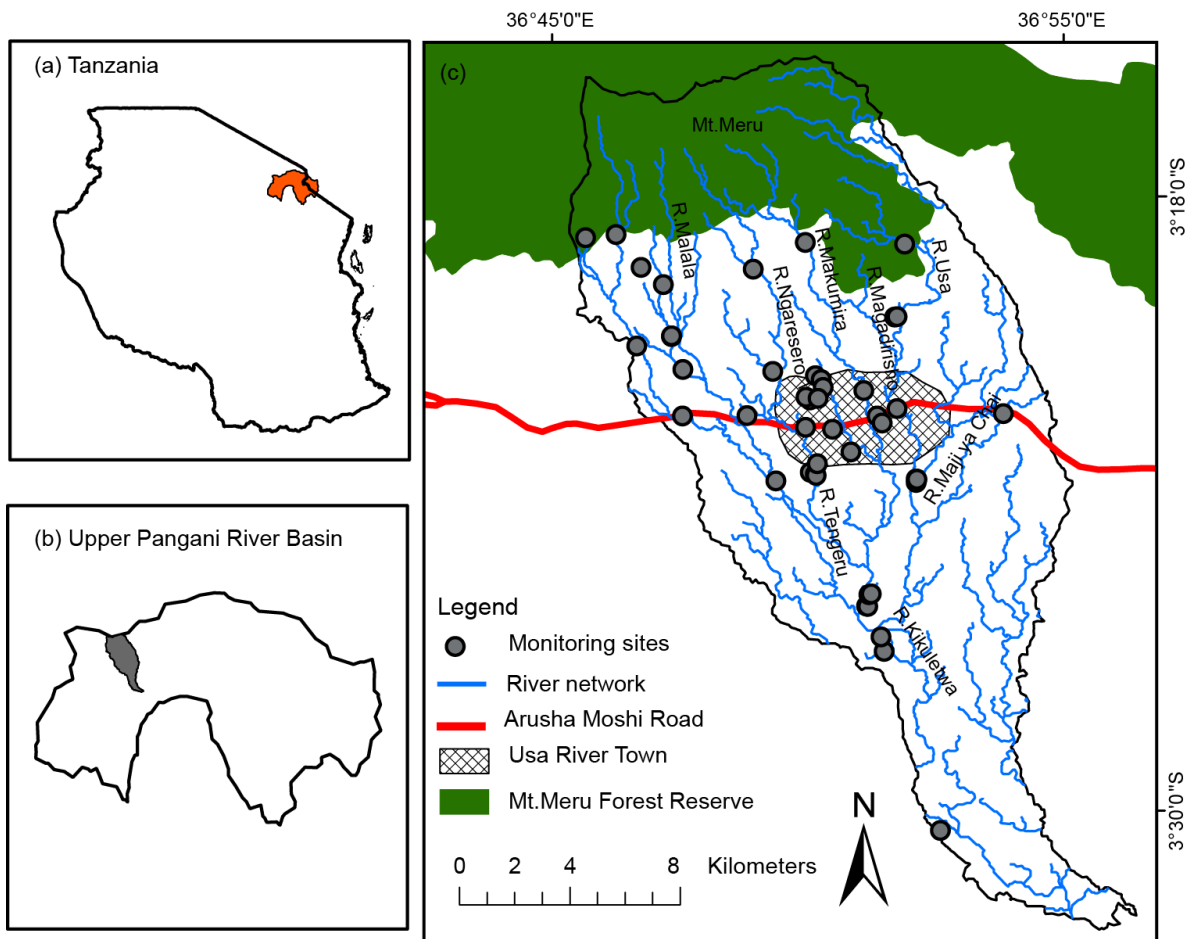 36°45'0"E
36°55'0"E
(a) Tanzania
(b) Upper Pangani River Basin
(c)
Mt.Meru
3°18'0"S
R.Malala
R.Ngaresero
R.Makumira
R.Magadirisho
R.Usa
R.Maji ya Chai
R.Tengeru
R.Kikuletwa
3°30'0"S
Legend
Monitoring sites
River network
Arusha Moshi Road
Usa River Town
Mt.Meru Forest Reserve
N
0 2 4 8 Kilometers